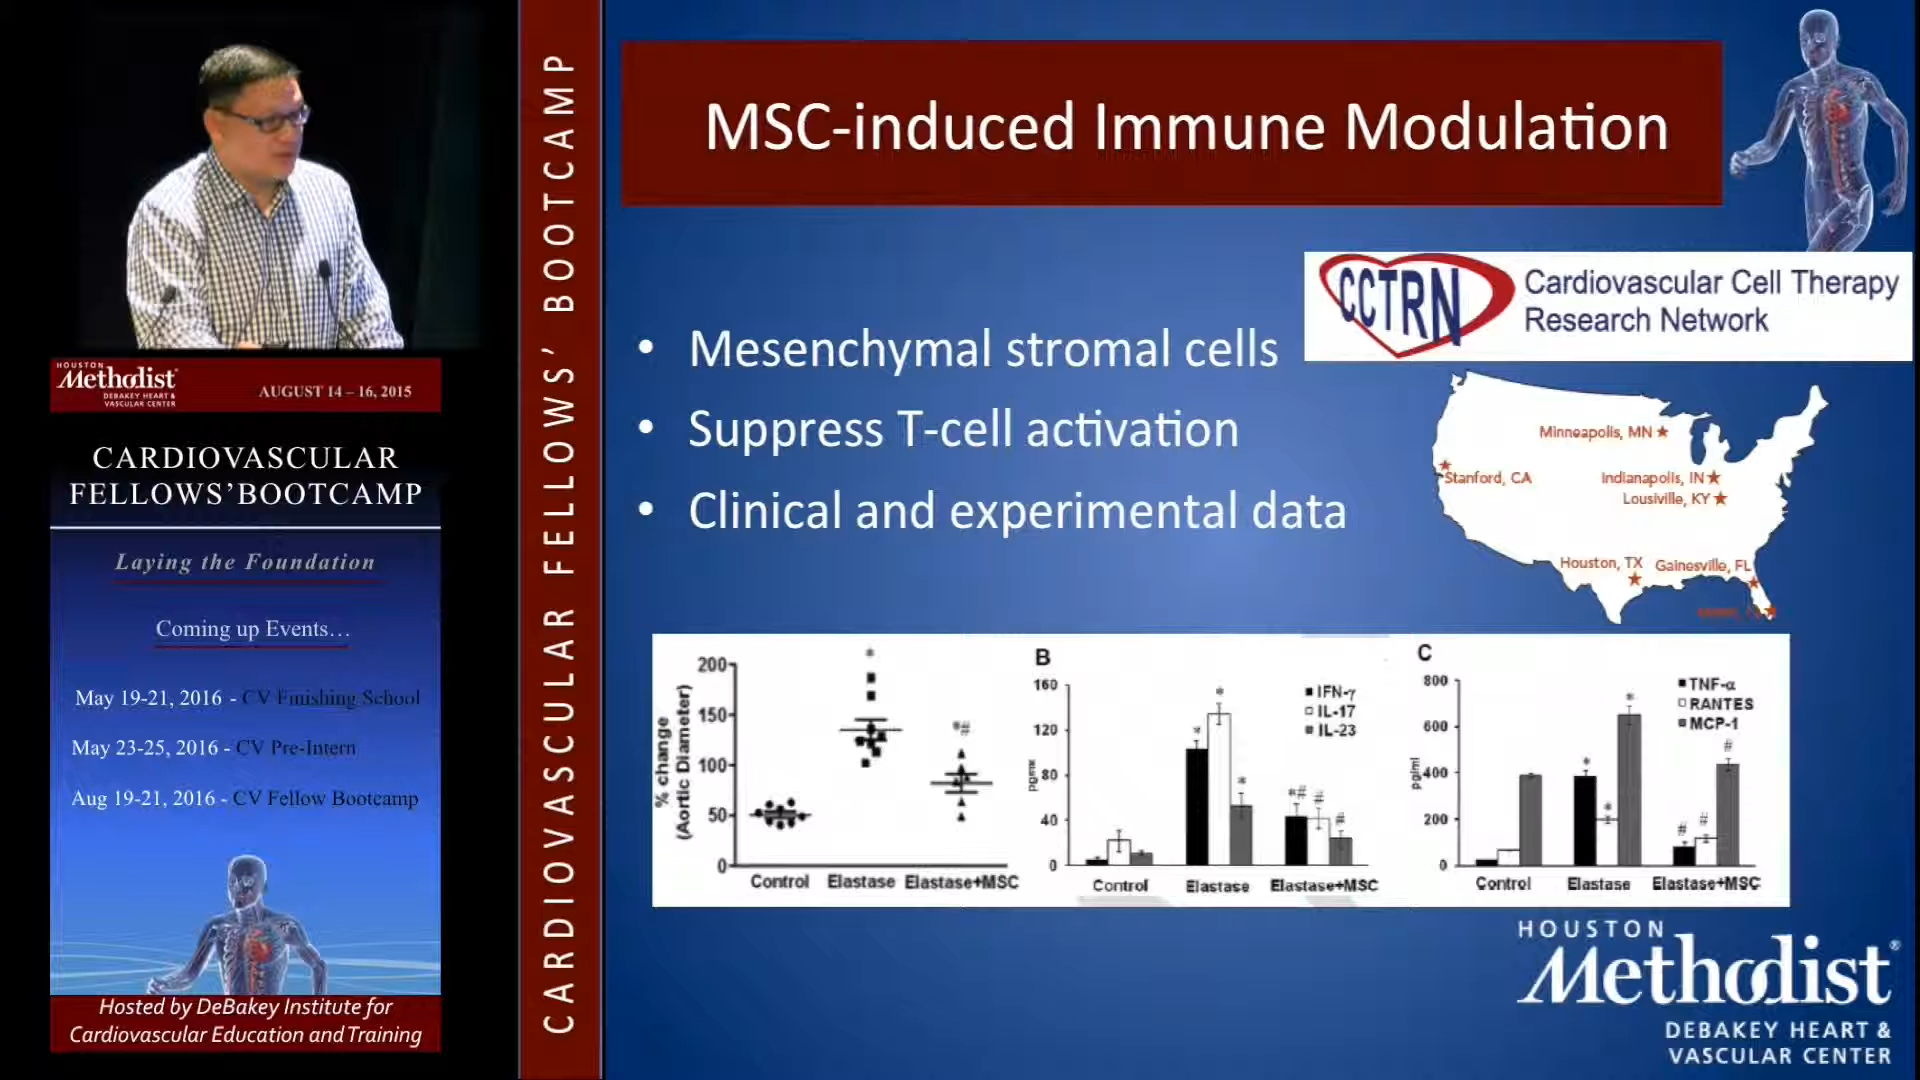 HOUSTON
Methodist
DEBAKEY HEART &
VASCULAR CENTER
AUGUST 14 – 16, 2015
CARDIOVASCULAR
FELLOWS’BOOTCAMP
Laying the Foundation
Coming up Events…
May 19-21, 2016 - CV Finishing School
May 23-25, 2016 - CV Pre-Intern
Aug 19-21, 2016 - CV Fellow Bootcamp
Hosted by DeBakey Institute for
Cardiovascular Education and Training
CARDIOVASCULAR FELLOWS’ BOOTCAMP
MSC-induced Immune Modulation
CCTRN
Cardiovascular Cell Therapy
Research Network
• Mesenchymal stromal cells
• Suppress T-cell activation
• Clinical and experimental data
Minneapolis, MN
Stanford, CA
Indianapolis, IN
Lousiville, KY
Houston, TX
Gainesville, FL
% change
(Aortic Diameter)
200
150
100
50
0
*
*#
Control Elastase Elastase+MSC
B
160
120
80
40
0
IFN-γ
IL-17
IL-23
* * *
*# # #
Control Elastase Elastase+MSC
C
pg/ml
800
600
400
200
0
TNF-α
RANTES
MCP-1
* * *
# # #
Control Elastase Elastase+MSC
HOUSTON
Methodist®
DEBAKEY HEART &
VASCULAR CENTER